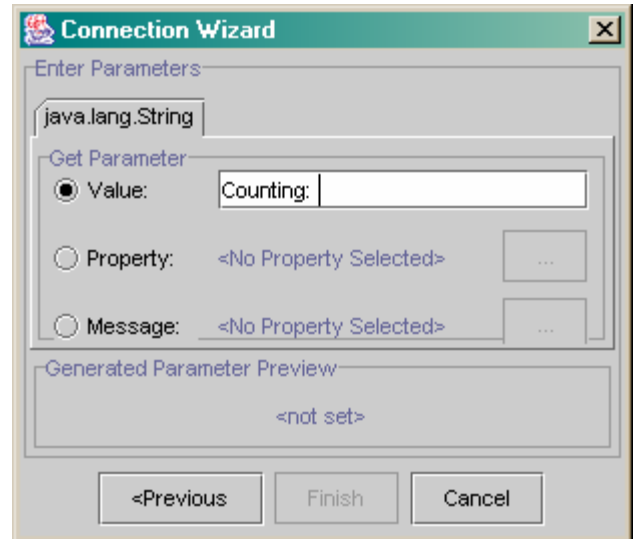 Connection Wizard
Enter Parameters
java.lang.String
Get Parameter
Value: Counting:
Property: <No Property Selected> ...
Message: <No Property Selected> ...
Generated Parameter Preview
<not set>
<Previous Finish Cancel